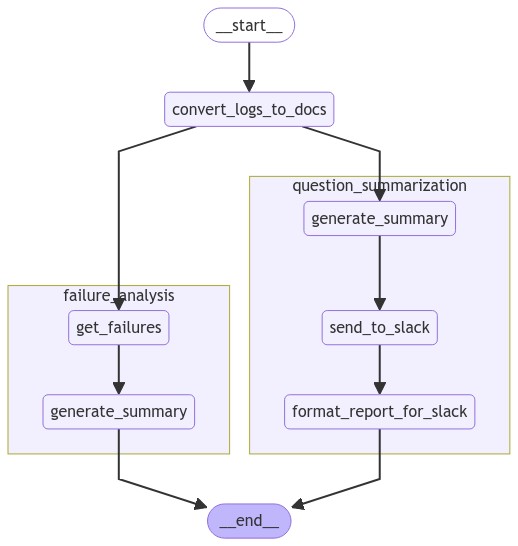 __start__
convert_logs_to_docs
question_summarization
generate_summary
failure_analysis
get_failures
send_to_slack
generate_summary
format_report_for_slack
__end__